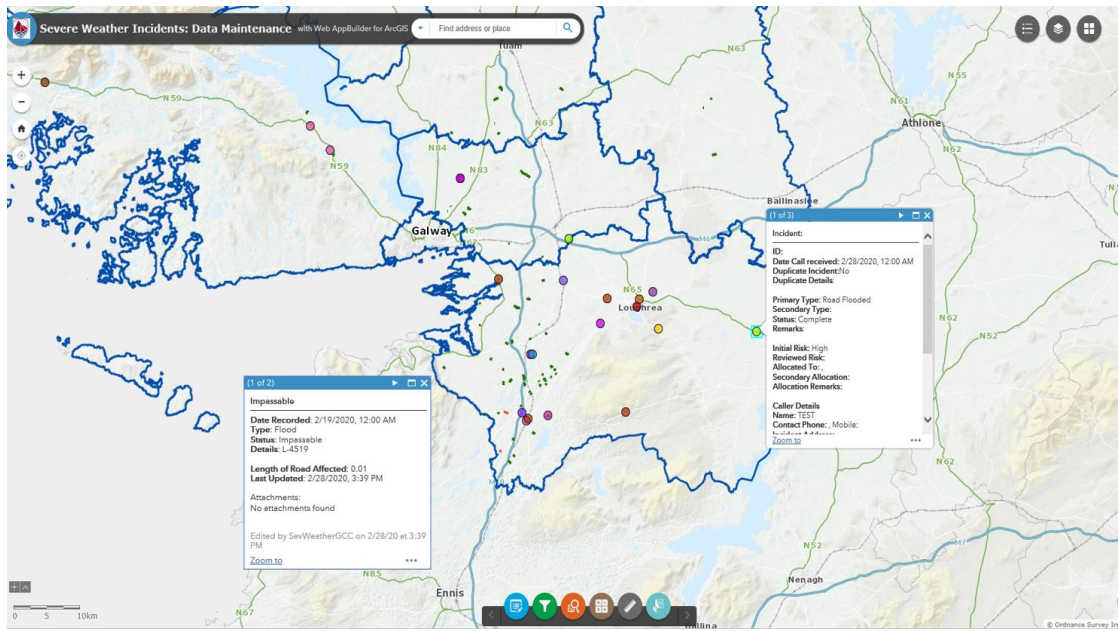 Severe Weather Incidents: Data Maintenance with Web AppBuilder for ArcGIS
Find address or place
Tuam
N63
N55
N61
Athlone
N62
N59
N63
N84
N83
N59
Ballinasloe
Galway
M6
(1 of 3)
Incident:
ID:
Date Call received: 2/28/2020, 12:00 AM
Duplicate Incident:No
Duplicate Details:
Primary Type: Road Flooded
Secondary Type:
Status: Complete
Remarks:
Initial Risk: High
Reviewed Risk:
Allocated To: ,
Secondary Allocation:
Allocation Remarks:
Caller Details
Name: TEST
Contact Phone: , Mobile:
Incident Address:
Zoom to
N65
Loughrea
N62
N52
(1 of 2)
Impassable
Date Recorded: 2/19/2020, 12:00 AM
Type: Flood
Status: Impassable
Details: L-4519
Length of Road Affected: 0.01
Last Updated: 2/28/2020, 3:39 PM
Attachments:
No attachments found
Edited by SevWeatherGCC on 2/28/20 at 3:39
PM
Zoom to
N62
N52
M7
N85
Nenagh
Ennis
N67
0 5 10km
© Ordnance Survey